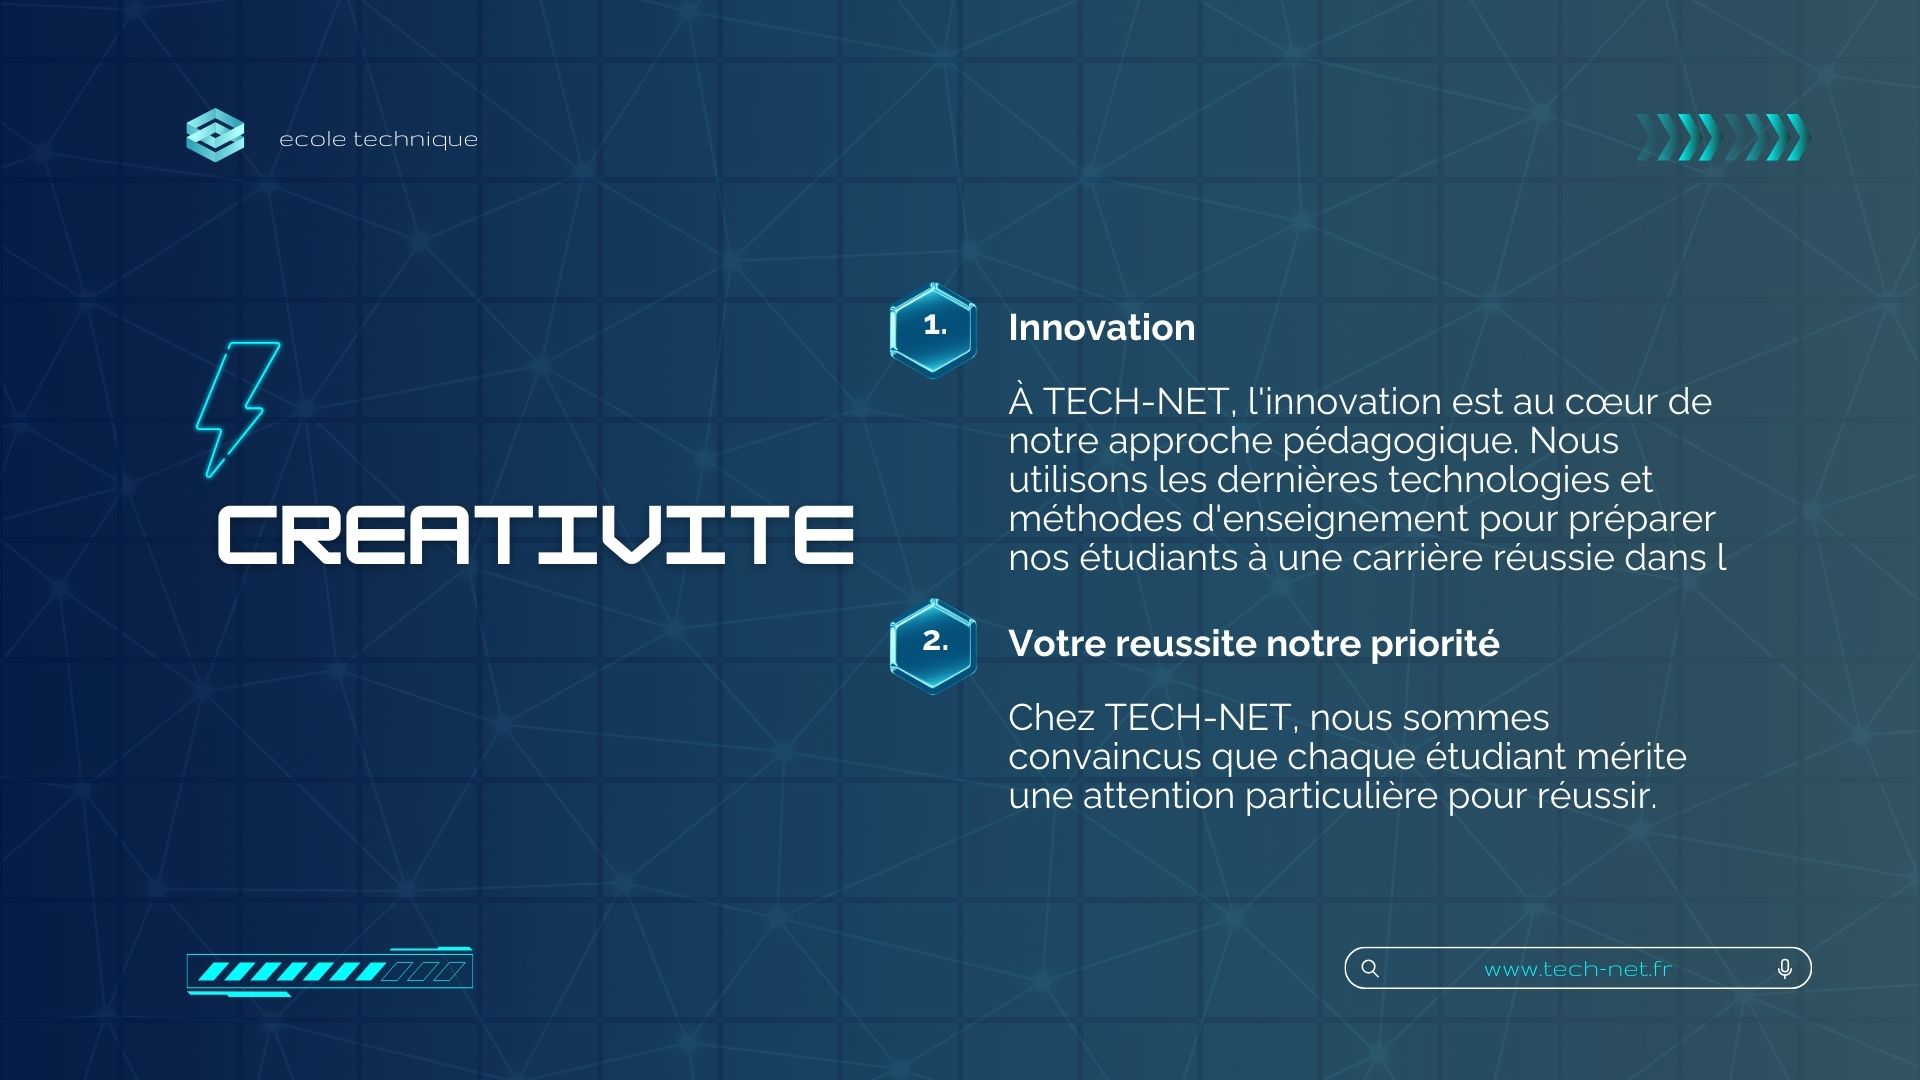 ecole technique
CREATIVITE
1.
Innovation
À TECH-NET, l'innovation est au cœur de
notre approche pédagogique. Nous
utilisons les dernières technologies et
méthodes d'enseignement pour préparer
nos étudiants à une carrière réussie dans l
2.
Votre reussite notre priorité
Chez TECH-NET, nous sommes
convaincus que chaque étudiant mérite
une attention particulière pour réussir.
www.tech-net.fr